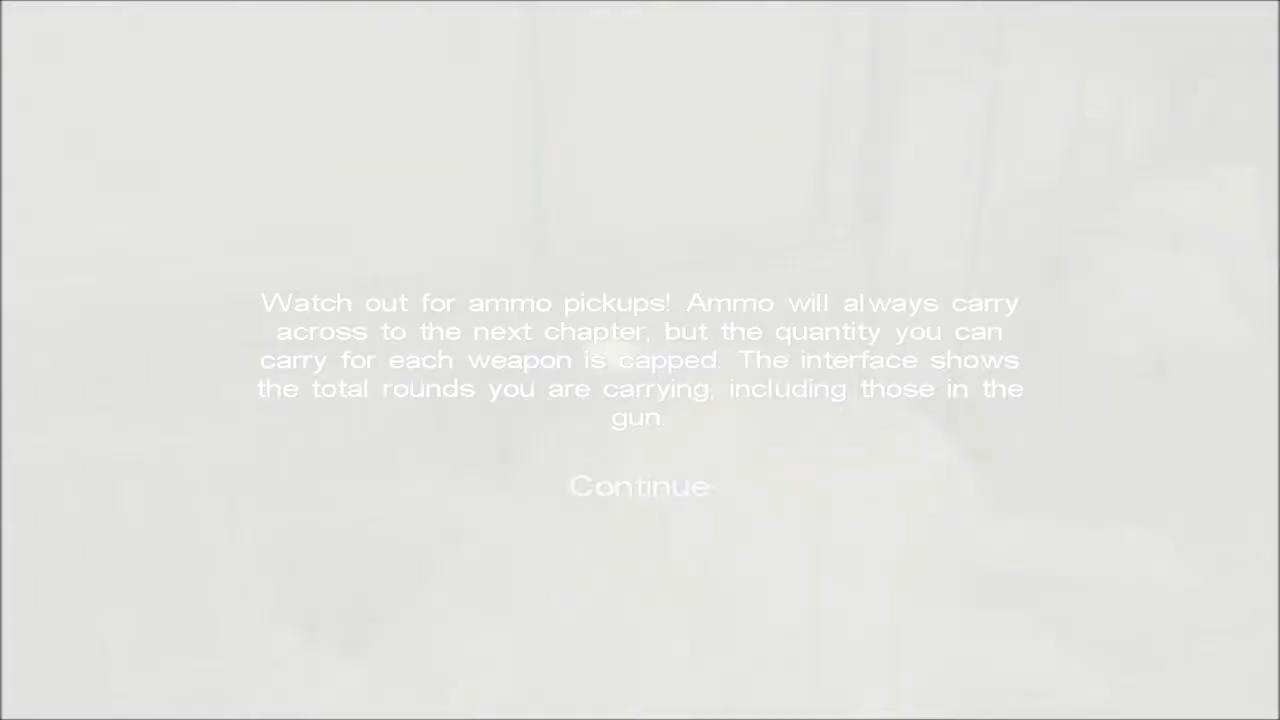 Watch out for ammo pickups! Ammo will always carry
across to the next chapter, but the quantity you can
carry for each weapon is capped. The interface shows
the total rounds you are carrying, including those in the
gun.
Continue